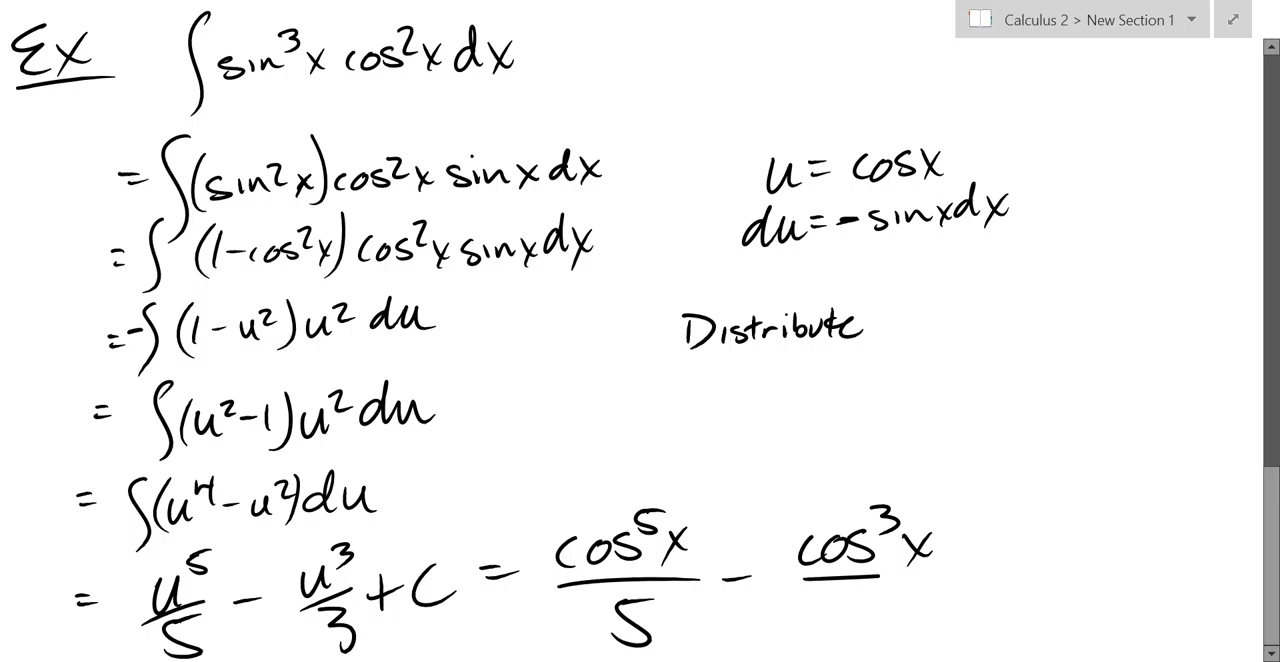 Calculus 2 > New Section 1
Ex ∫ sin³x cos²x dx
= ∫(sin²x)cos²x sinx dx
u = cosx
= ∫ (1-cos²x) cos²x sinx dx
du = -sinxdx
= -∫ (1-u²)u² du
Distribute
= ∫(u²-1)u² du
= ∫(u⁴-u²)du
= u⁵/5 - u³/3 + C = cos⁵x/5 - cos³x